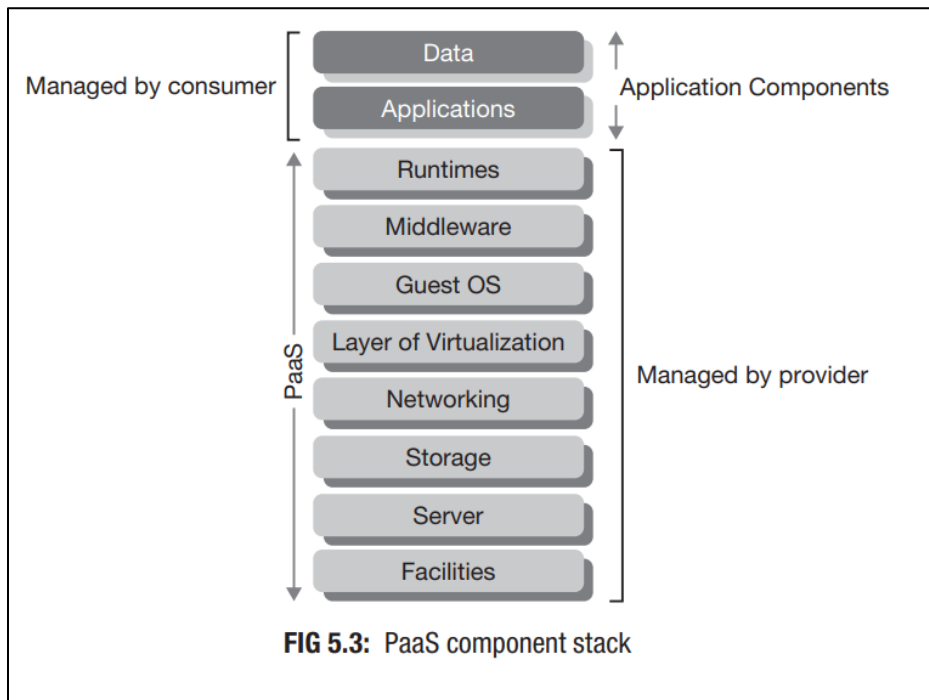 Data
Managed by consumer
Application Components
Applications
Runtimes
Middleware
Guest OS
Layer of Virtualization
PaaS
Managed by provider
Networking
Storage
Server
Facilities
FIG 5.3: PaaS component stack